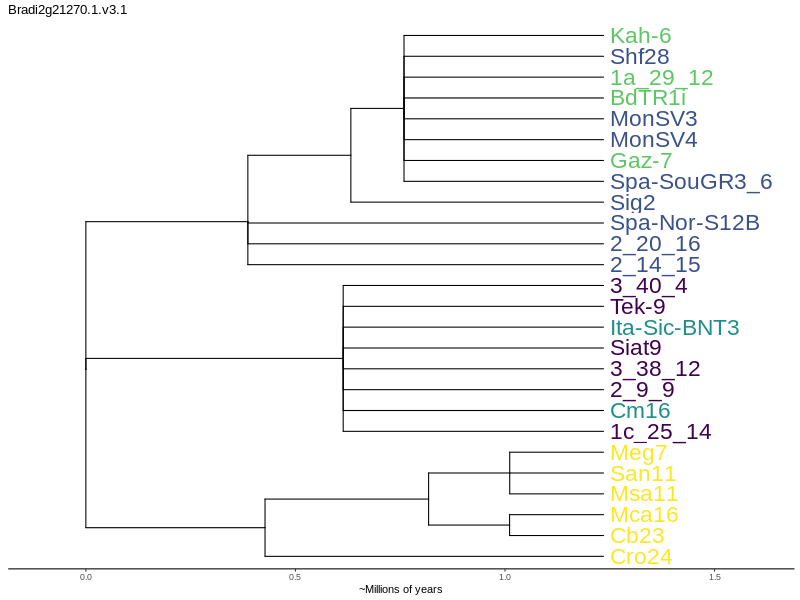 Bradi2g21270.1.v3.1
Kah-6
Shf28
1a_29_12
BdTR1i
MonSV3
MonSV4
Gaz-7
Spa-SouGR3_6
Sig2
Spa-Nor-S12B
2_20_16
2_14_15
3_40_4
Tek-9
Ita-Sic-BNT3
Siat9
3_38_12
2_9_9
Cm16
1c_25_14
Meg7
San11
Msa11
Mca16
Cb23
Cro24
0.0 0.5 1.0 1.5
~Millions of years